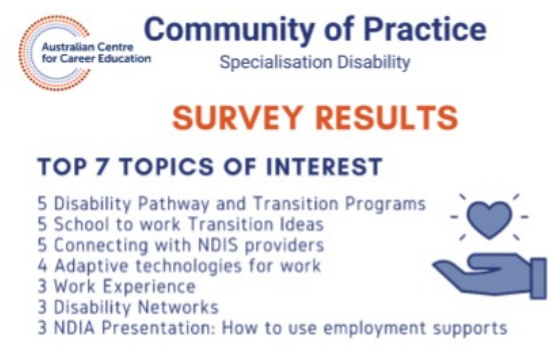 Australian Centre
for Career Education
Community of Practice
Specialisation Disability
SURVEY RESULTS
TOP 7 TOPICS OF INTEREST
5 Disability Pathway and Transition Programs
5 School to work Transition Ideas
5 Connecting with NDIS providers
4 Adaptive technologies for work
3 Work Experience
3 Disability Networks
3 NDIA Presentation: How to use employment supports